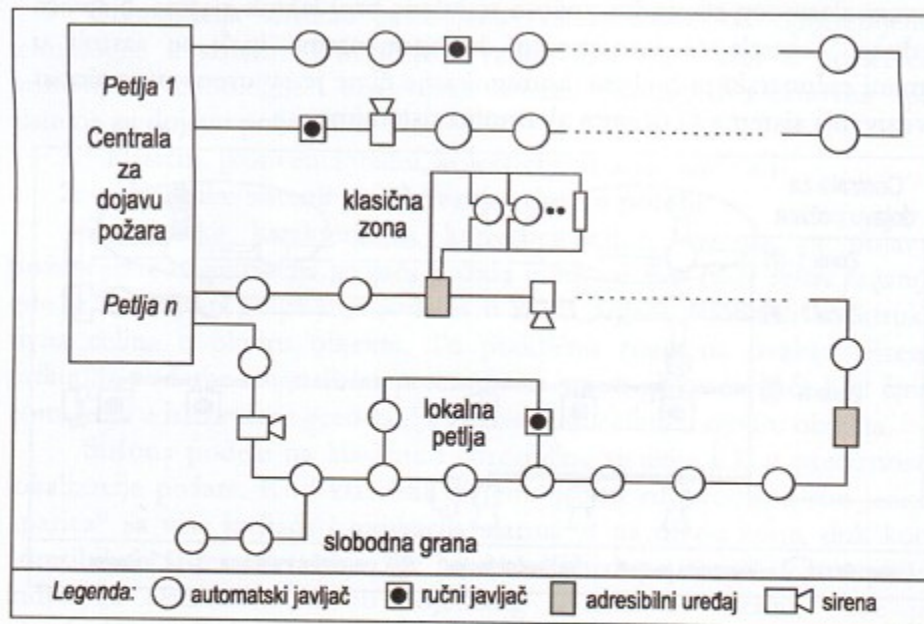 Petlja 1
Centrala
za
dojavu
požara
Petlja n
klasična
zona
lokalna
petlja
slobodna grana
Legenda: automatski javljač ručni javljač adresibilni uređaj sirena